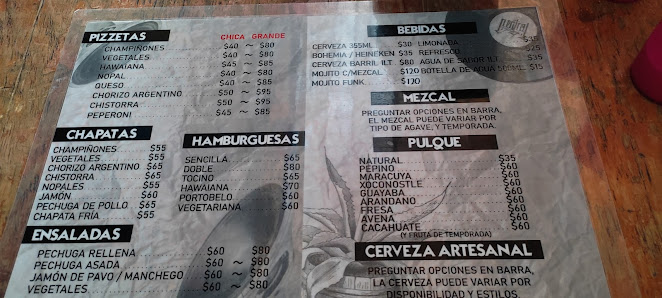 PIZZETAS CHICA GRANDE
CHAMPIÑONES $40 ~ $80
VEGETALES $40 ~ $80
HAWAIANA $45 ~ $85
NOPAL $40 ~ $80
QUESO $40 ~ $85
CHORIZO ARGENTINO $50 ~ $95
CHISTORRA $50 ~ $95
PEPERONI $45 ~ $85
CHAPATAS
CHAMPIÑONES $55
VEGETALES $55
CHORIZO ARGENTINO $65
CHISTORRA $65
NOPALES $55
JAMÓN $60
PECHUGA DE POLLO $65
CHAPATA FRÍA $55
HAMBURGUESAS
SENCILLA $65
DOBLE $80
TOCINO $65
HAWAIANA $70
PORTOBELO $60
VEGETARIANA $60
ENSALADAS
PECHUGA RELLENA $60 $80
PECHUGA ASADA $60 ~ $80
JAMÓN DE PAVO / MANCHEGO $60 ~ $80
VEGETALES $60 ~ $80
BEBIDAS
CERVEZA 355ML. $30 LIMONADA
BOHEMIA / HEINEKEN $35 REFRESCO $25
CERVEZA BARRIL 1LT. $80 AGUA DE SABOR 1LT. $35
MOJITO C/MEZCAL $120 BOTELLA DE AGUA 500ML. $15
MOJITO FUNK $120
MEZCAL
PREGUNTAR OPCIONES EN BARRA,
EL MEZCAL PUEDE VARIAR POR
TIPO DE AGAVE, Y TEMPORADA.
PULQUE
NATURAL $35
PEPINO $60
MARACUYA $60
XOCONOSTLE $60
GUAYABA $60
ARANDANO $60
FRESA $60
AVENA $60
CACAHUATE $60
(Y FRUTA DE TEMPORADA)
CERVEZA ARTESANAL
PREGUNTAR OPCIONES EN BARRA,
LA CERVEZA PUEDE VARIAR POR
DISPONIBILIDAD Y ESTILOS.